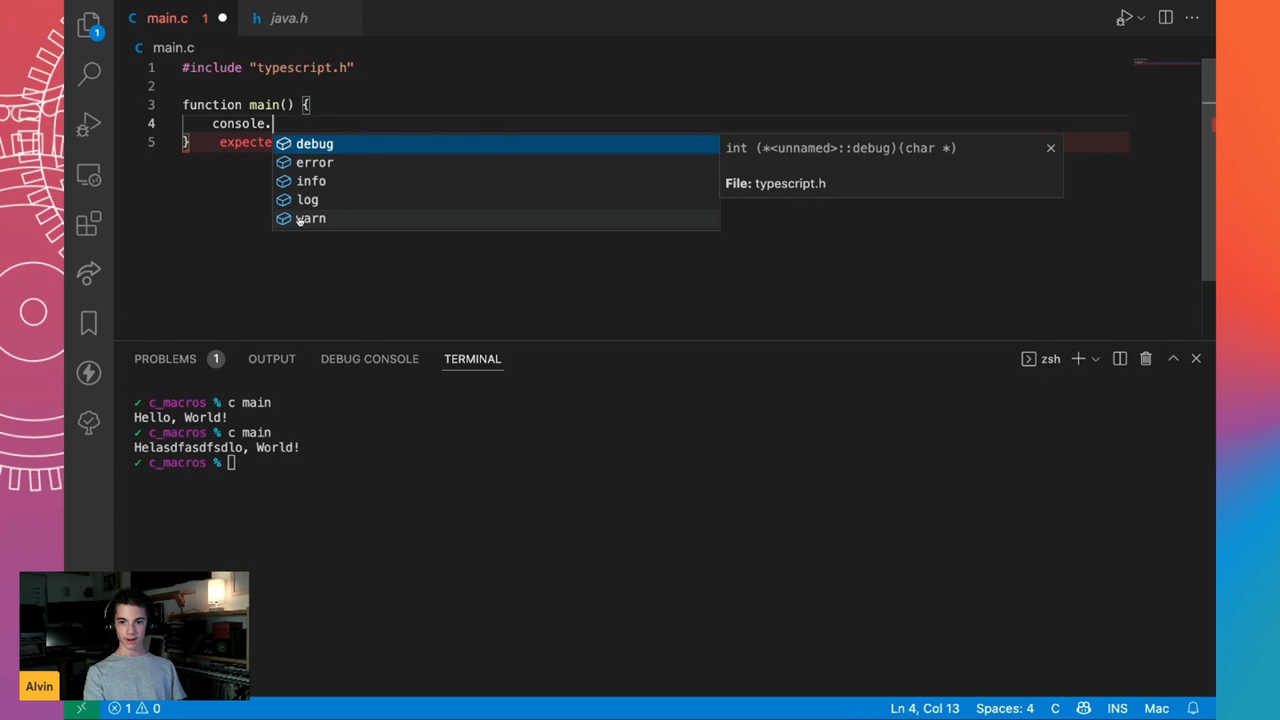 main.c 1
java.h
1
main.c
1 #include "typescript.h"
2
3 function main() {
4 console.
5 } expecte
debug
error
info
log
warn
int (*<unnamed>::debug)(char *)
File: typescript.h
PROBLEMS 1 OUTPUT DEBUG CONSOLE TERMINAL
zsh
✓ c_macros % c main
Hello, World!
✓ c_macros % c main
Helasdfasdfsdlo, World!
✓ c_macros %
Alvin
1 0
Ln 4, Col 13 Spaces: 4 C INS Mac